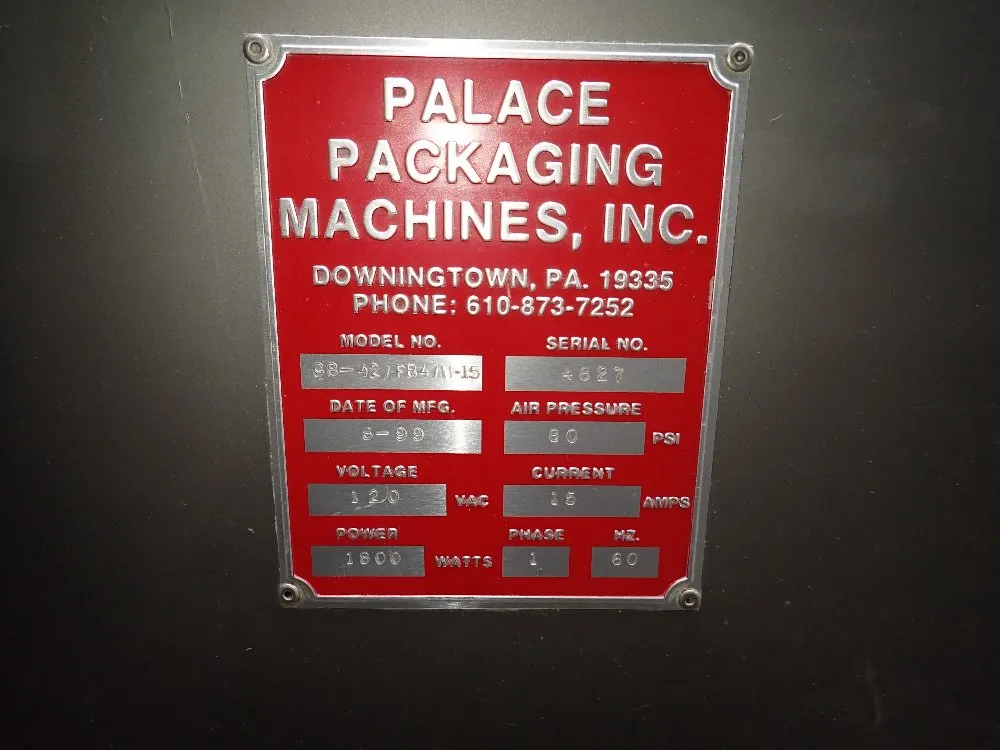 PALACE
PACKAGING
MACHINES, INC.
DOWNINGTOWN, PA. 19335
PHONE: 610-873-7252
MODEL NO. SERIAL NO.
4827
DATE OF MFG. AIR PRESSURE
80 PSI
VOLTAGE CURRENT
120 VAC 15 AMPS
POWER PHASE HZ.
1800 WATTS 1 60